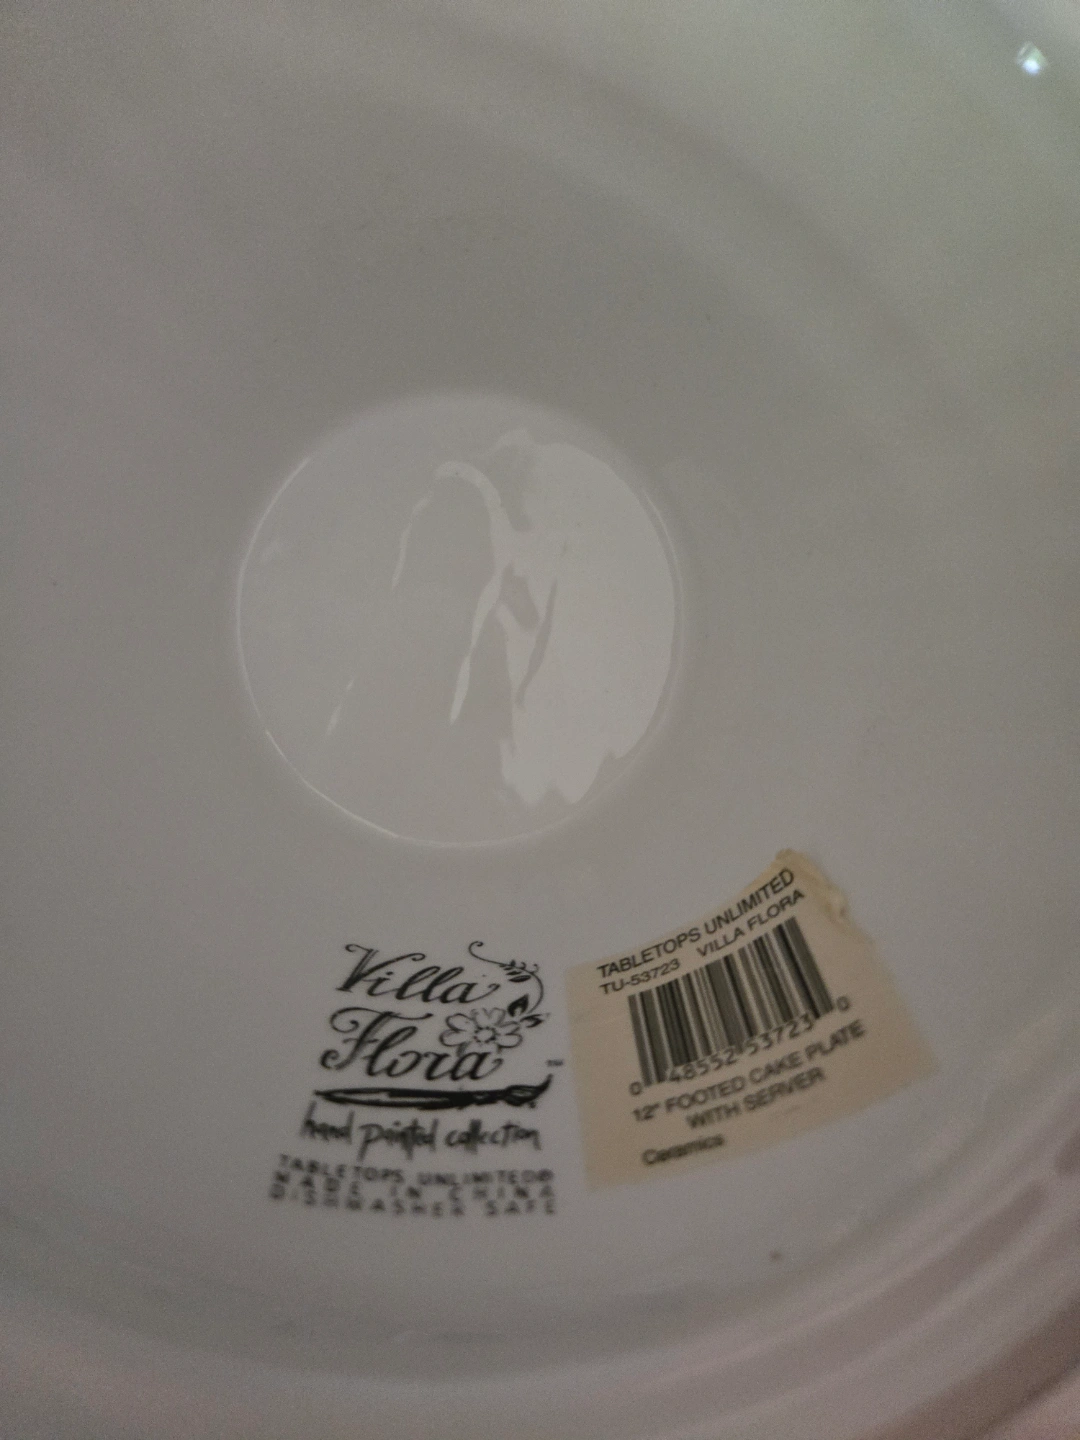 Villa
Flora
™
hand painted collection
TABLETOPS UNLIMITED®
MADE IN CHINA
DISHWASHER SAFE
TABLETOPS UNLIMITED
TU-53723 VILLA FLORA
0 48552 53723 0
12" FOOTED CAKE PLATE
WITH SERVER
Ceramics